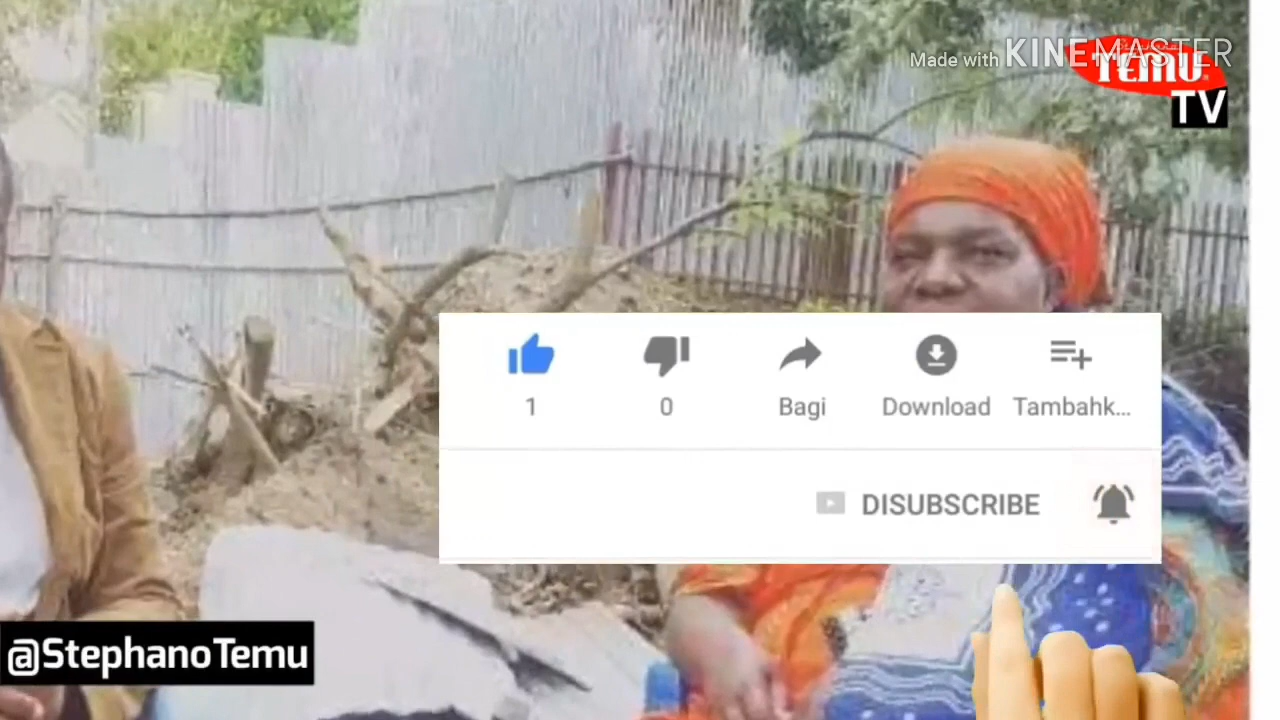 Made with KINEMASTER
TEMU
TV
1
0
Bagi
Download
Tambahk...
DISUBSCRIBE
@StephanoTemu